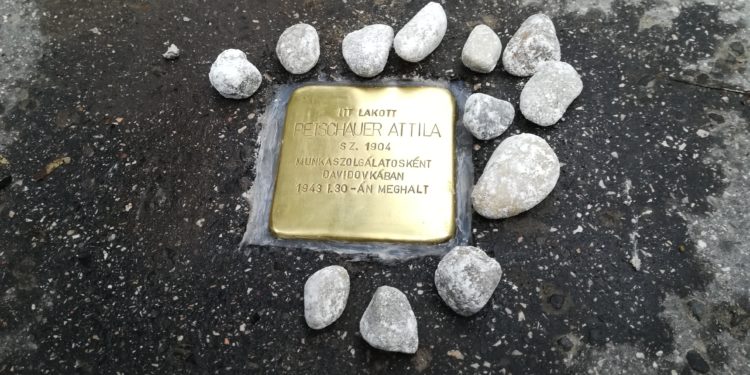 ITT LAKOTT
PETSCHAUER ATTILA
SZ. 1904
MUNKASZOLGÁLATOSKÉNT
DAVIDOVKÁBAN
1943 I.30-ÁN MEGHALT